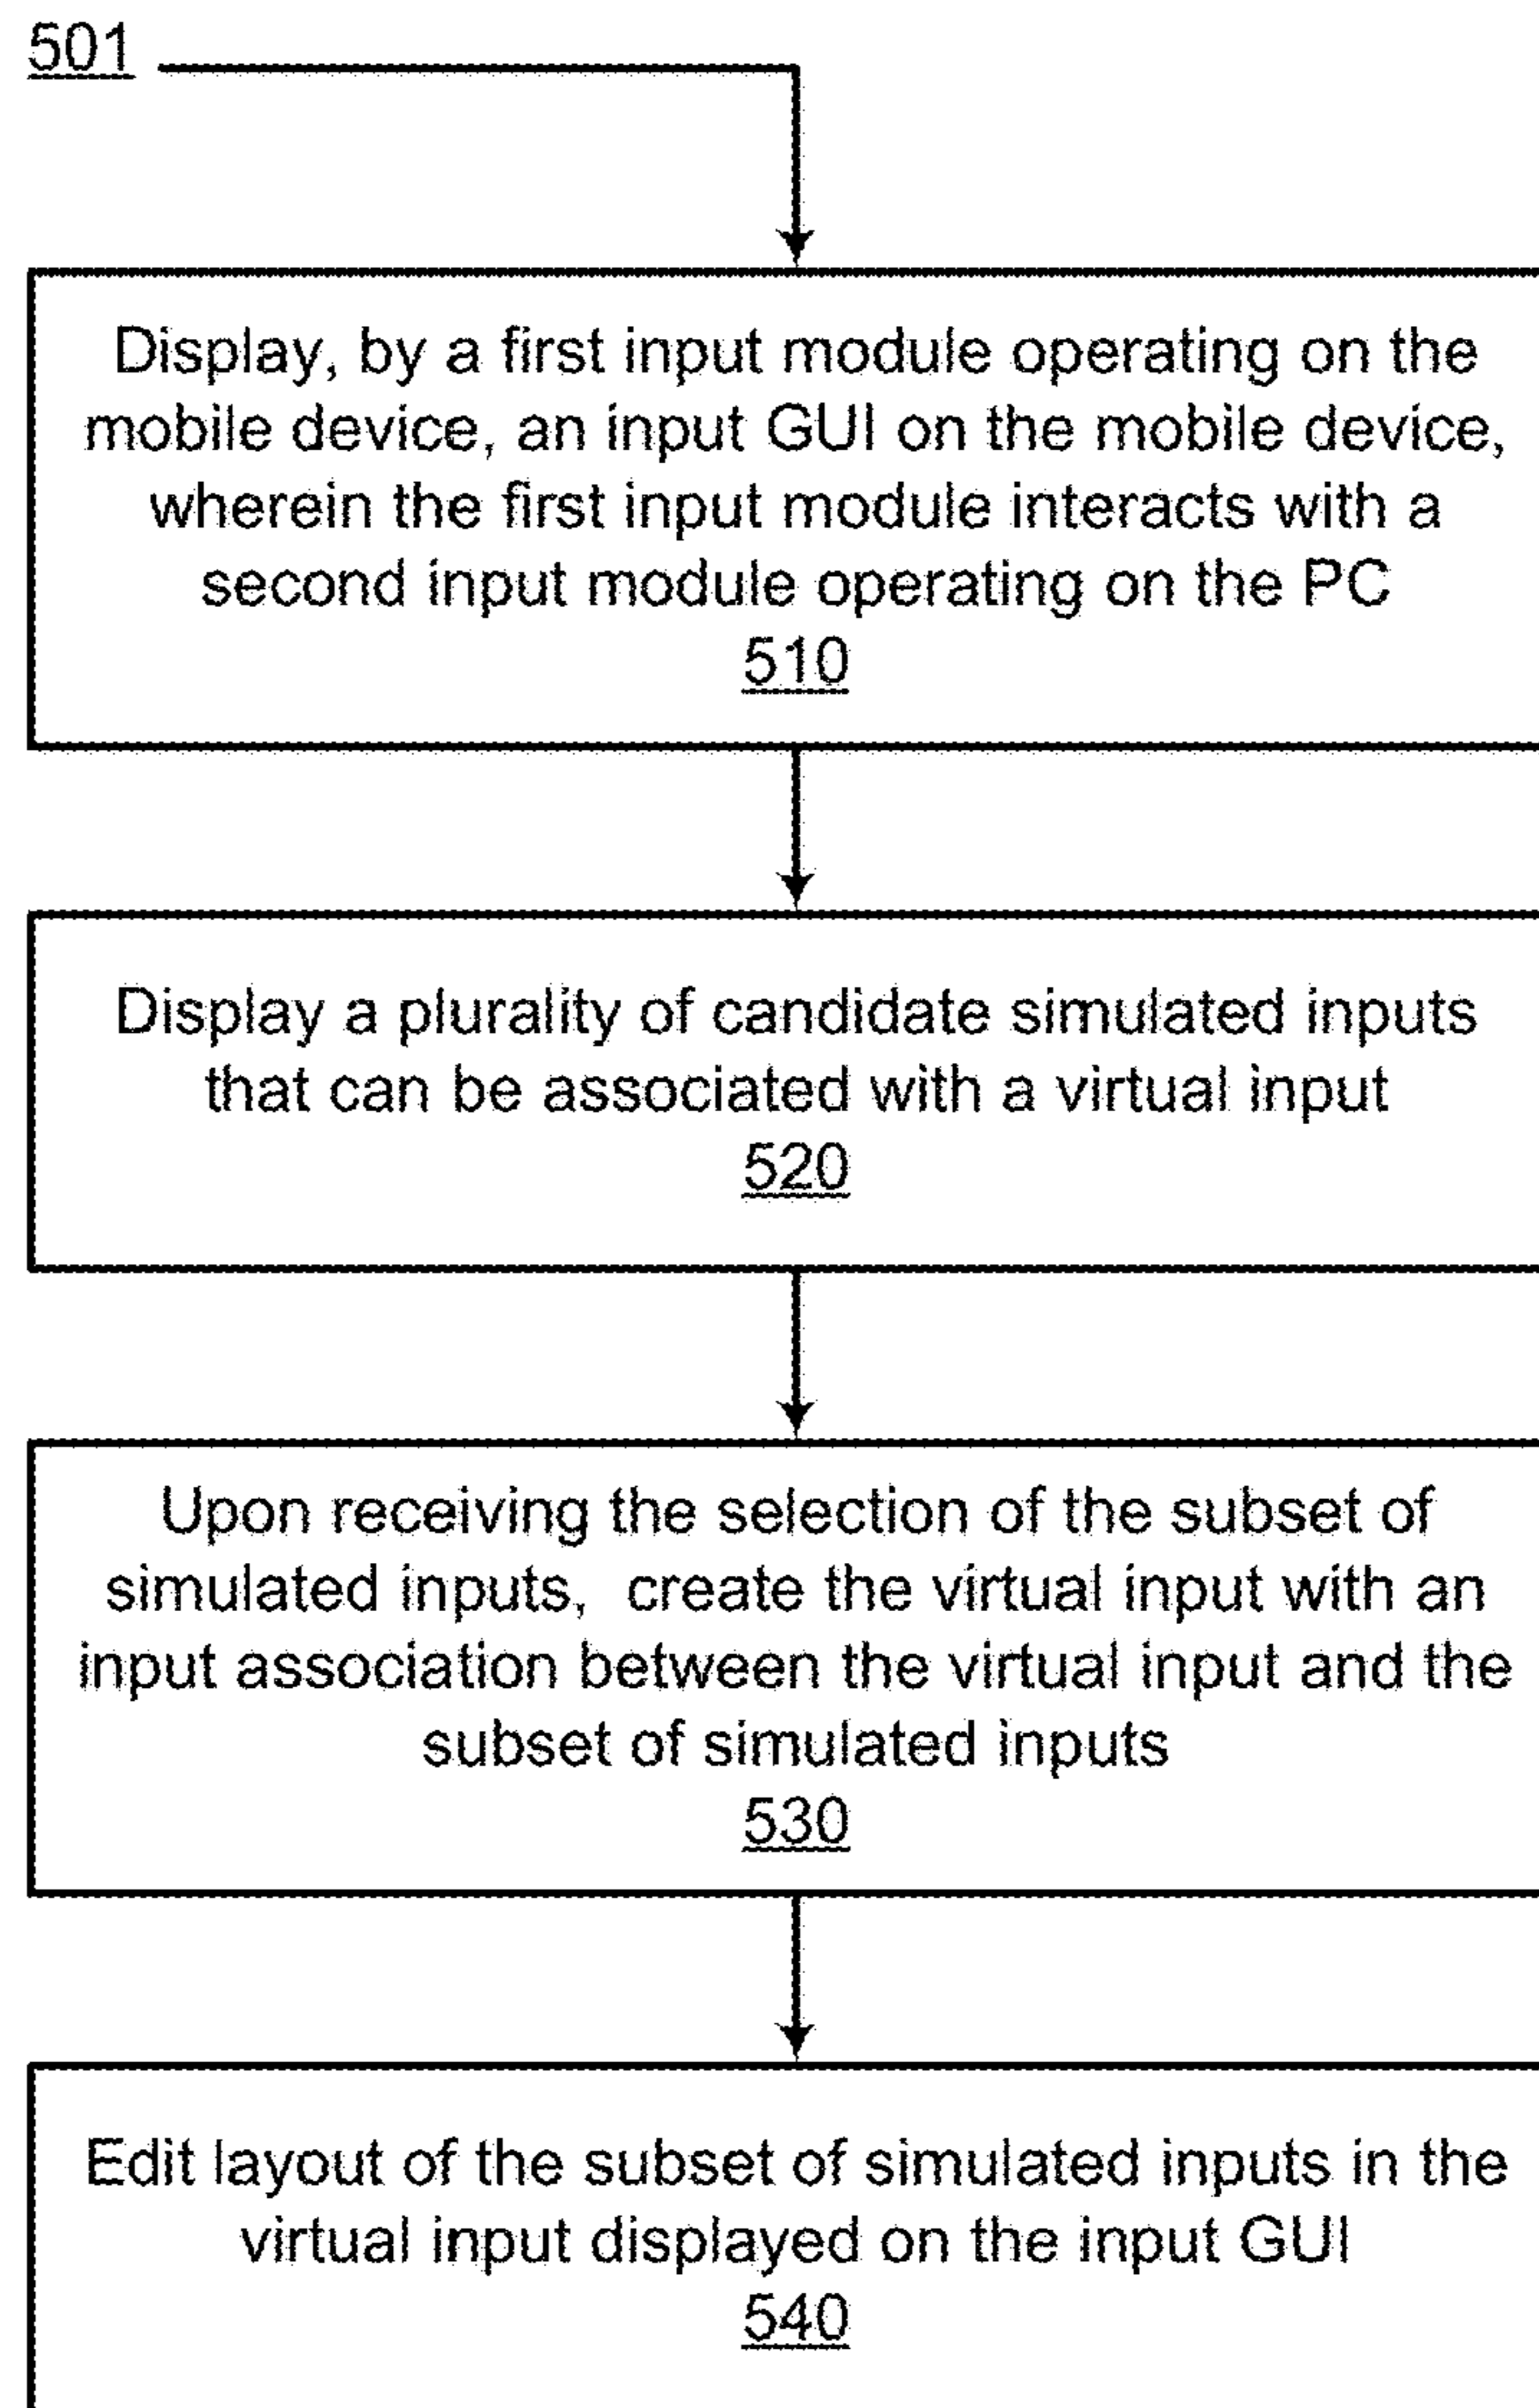 501
Display, by a first input module operating on the
mobile device, an input GUI on the mobile device,
wherein the first input module interacts with a
second input module operating on the PC
510
Display a plurality of candidate simulated inputs
that can be associated with a virtual input
520
Upon receiving the selection of the subset of
simulated inputs, create the virtual input with an
input association between the virtual input and the
subset of simulated inputs
530
Edit layout of the subset of simulated inputs in the
virtual input displayed on the input GUI
540